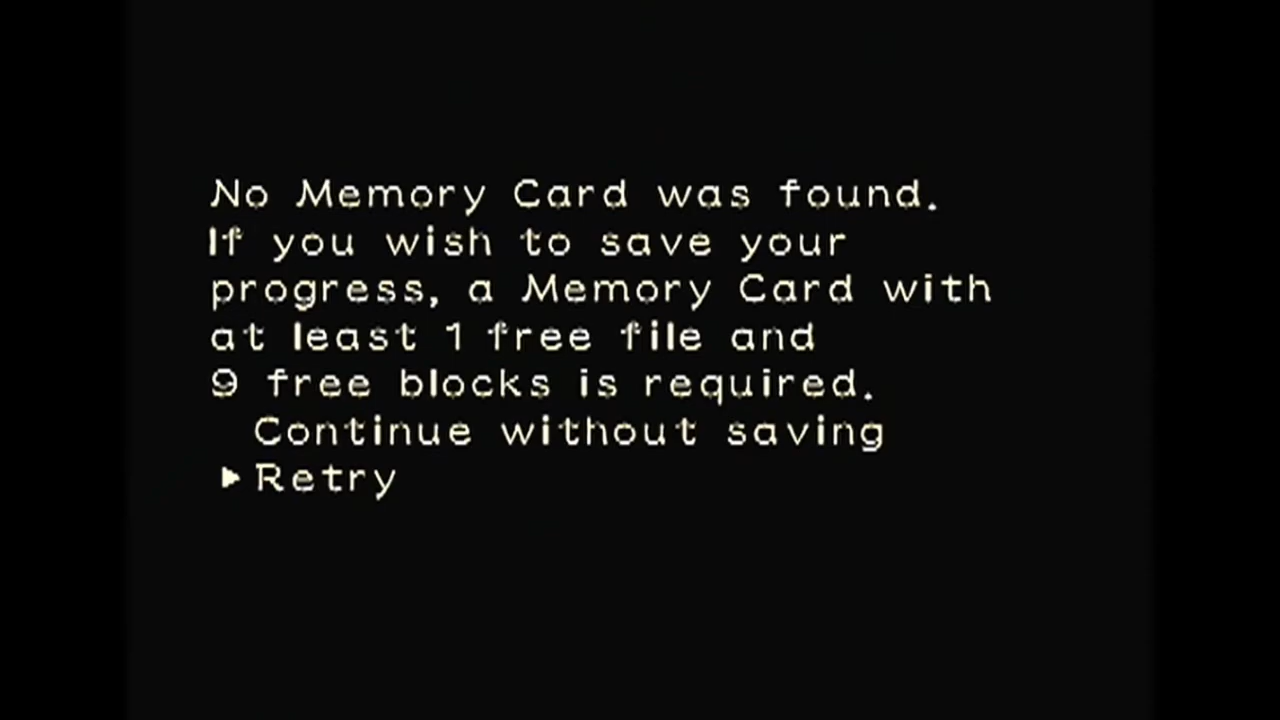 No Memory Card was found.
If you wish to save your
progress, a Memory Card with
at least 1 free file and
9 free blocks is required.
Continue without saving
Retry